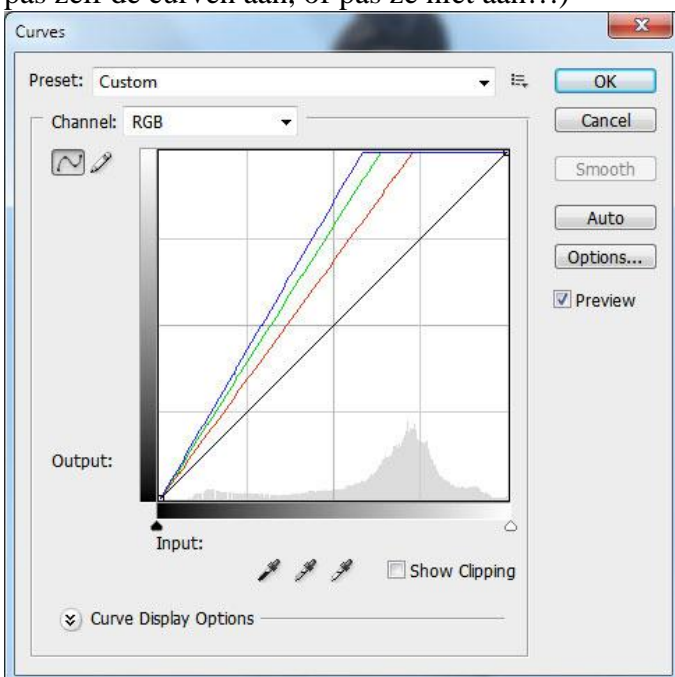 pas zelf de curven aan, of pas ze niet aan…)
Curves
Preset: Custom
OK
Channel: RGB
Cancel
Smooth
Auto
Options...
Preview
Output:
Input:
Show Clipping
Curve Display Options